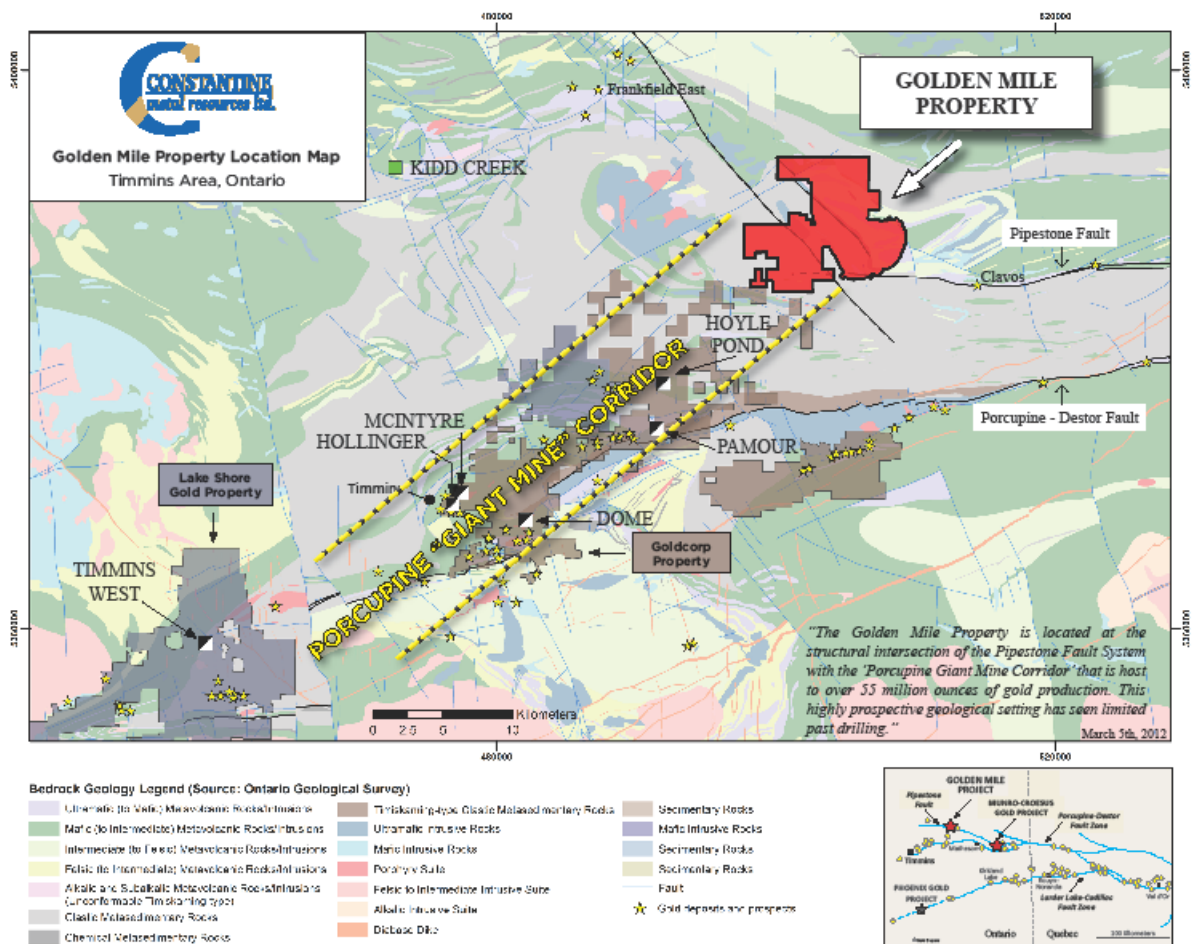 480000
520000
CONSTANTINE
metal resources ltd.
Golden Mile Property Location Map
Timmins Area, Ontario
Frankfield East
KIDD CREEK
GOLDEN MILE
PROPERTY
Pipestone Fault
Clavos
HOYLE
POND
PORCUPINE "GIANT MINE" CORRIDOR
MCINTYRE
HOLLINGER
Porcupine - Destor Fault
PAMOUR
Lake Shore
Gold Property
DOME
Goldcorp
Property
TIMMINS
WEST
"The Golden Mile Property is located at the
structural intersection of the Pipestone Fault System
with the 'Porcupine Giant Mine Corridor' that is host
to over 55 million ounces of gold production. This
highly prospective geological setting has seen limited
past drilling."
March 5th, 2012
Kilometers
0 2.5 5 10
480000
520000
Bedrock Geology Legend (Source: Ontario Geological Survey)
Ultramafic (to Mafic) Metavolcanic Rocks/Intrusions
Mafic (to Intermediate) Metavolcanic Rocks/Intrusions
Intermediate (to Felsic) Metavolcanic Rocks/Intrusions
Felsic (to Intermediate) Metavolcanic Rocks/Intrusions
Alkalic and Subalkalic Metavolcanic Rocks/Intrusions
(Unconformable Timiskaming type)
Clastic Metasedimentary Rocks
Chemical Metasedimentary Rocks
Timiskaming-type Clastic Metasedimentary Rocks
Ultramafic Intrusive Rocks
Mafic Intrusive Rocks
Porphyry Suite
Felsic to Intermediate Intrusive Suite
Alkalic Intrusive Suite
Diabase Dike
Sedimentary Rocks
Mafic Intrusive Rocks
Sedimentary Rocks
Sedimentary Rocks
Fault
Gold deposits and prospects
GOLDEN MILE
PROJECT
Pipestone
Fault
MUNRO-CROESUS
GOLD PROJECT
Porcupine-Destor
Fault Zone
Timmins
Matheson
Kirkland
Lake
Rouyn-
Noranda
PHOENIX GOLD
PROJECT
Larder Lake-Cadillac
Fault Zone
Val d'Or
Ontario
Quebec